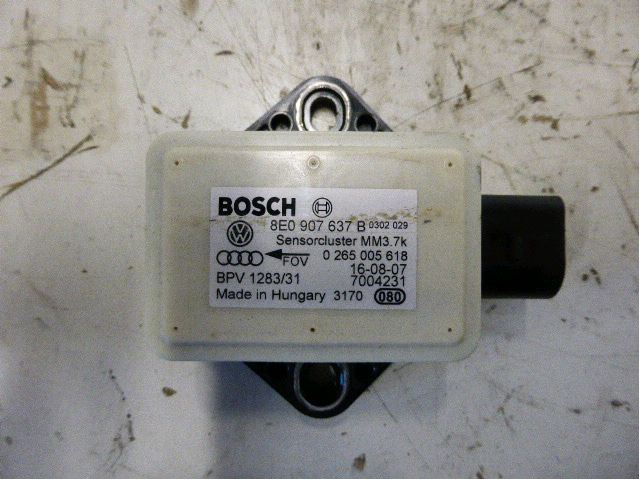 BOSCH
8E0 907 637 B 0302 029
Sensorcluster MM3.7k
FOV 0 265 005 618
16-08-07
BPV 1283/31 7004231
Made in Hungary 3170 080